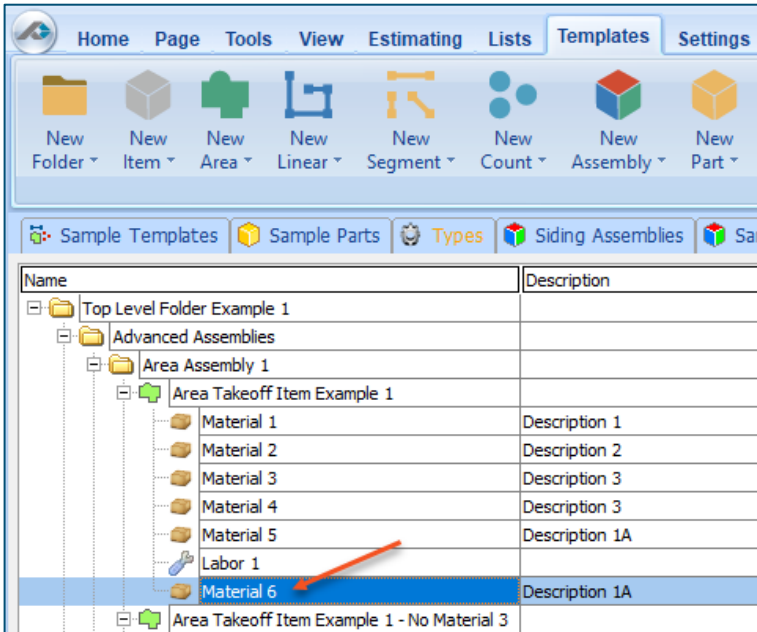 Home Page Tools View Estimating Lists Templates Settings
New Folder
New Item
New Area
New Linear
New Segment
New Count
New Assembly
New Part
Sample Templates Sample Parts Types Siding Assemblies Sa
Name Description
Top Level Folder Example 1
Advanced Assemblies
Area Assembly 1
Area Takeoff Item Example 1
Material 1 Description 1
Material 2 Description 2
Material 3 Description 3
Material 4 Description 3
Material 5 Description 1A
Labor 1
Material 6 Description 1A
Area Takeoff Item Example 1 - No Material 3